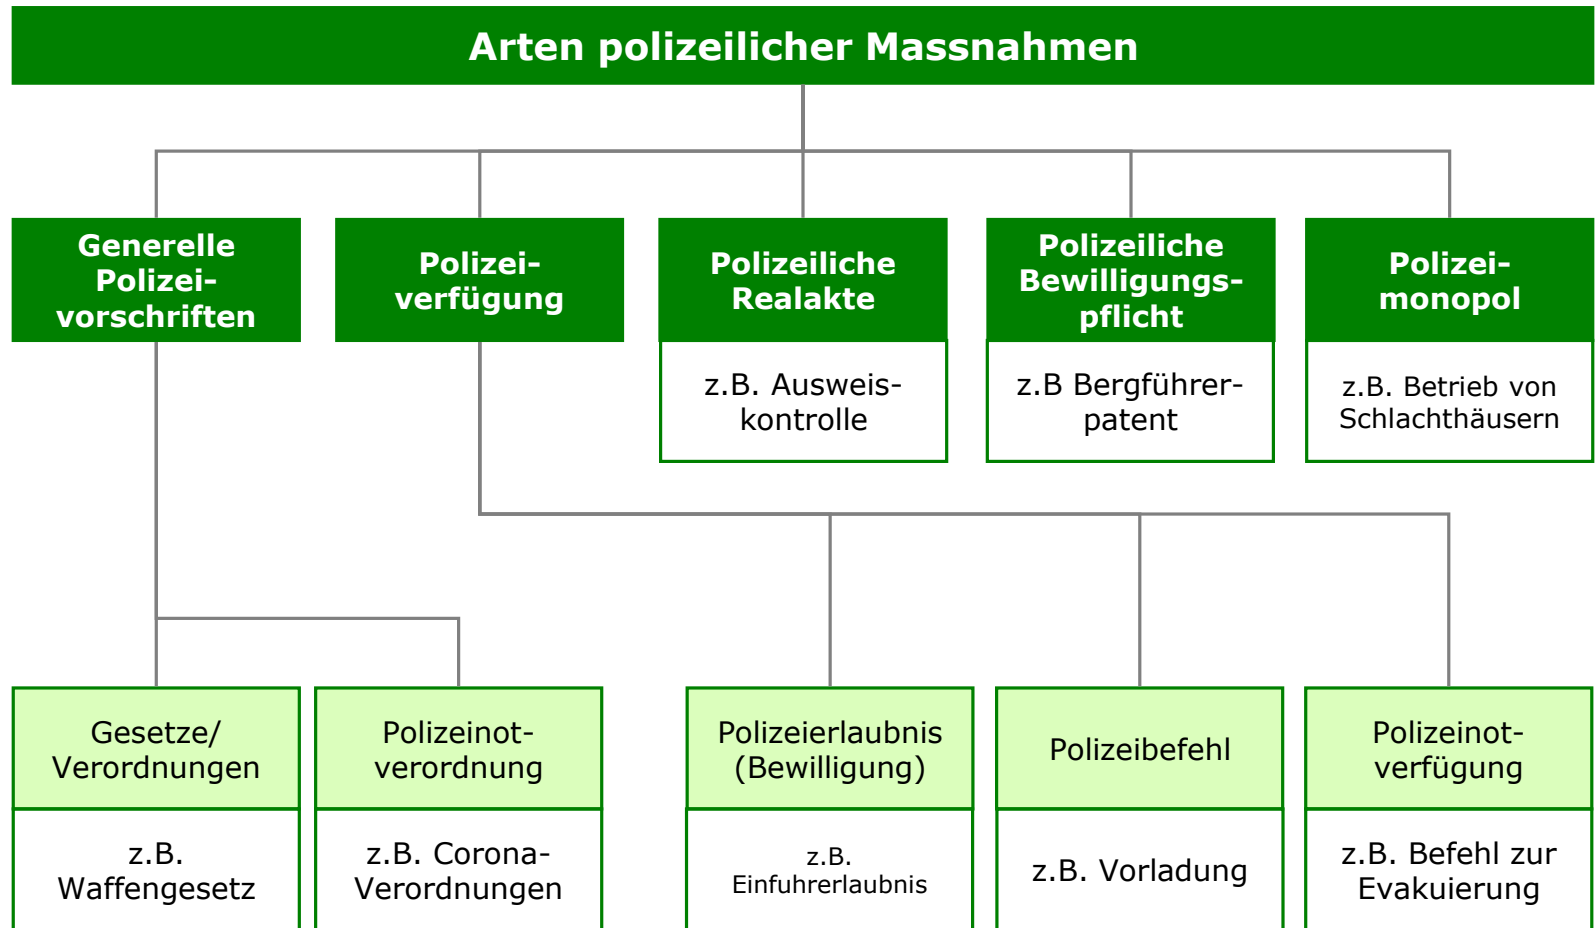 Arten polizeilicher Massnahmen
Generelle
Polizei-
vorschriften
Polizei-
verfügung
Polizeiliche
Realakte
Polizeiliche
Bewilligungs-
pflicht
Polizei-
monopol
z.B. Ausweis-
kontrolle
z.B Bergführer-
patent
z.B. Betrieb von
Schlachthäusern
Gesetze/
Verordnungen
Polizeinot-
verordnung
Polizeierlaubnis
(Bewilligung)
Polizeibefehl
Polizeinot-
verfügung
z.B.
Waffengesetz
z.B. Corona-
Verordnungen
z.B.
Einfuhrerlaubnis
z.B. Vorladung
z.B. Befehl zur
Evakuierung